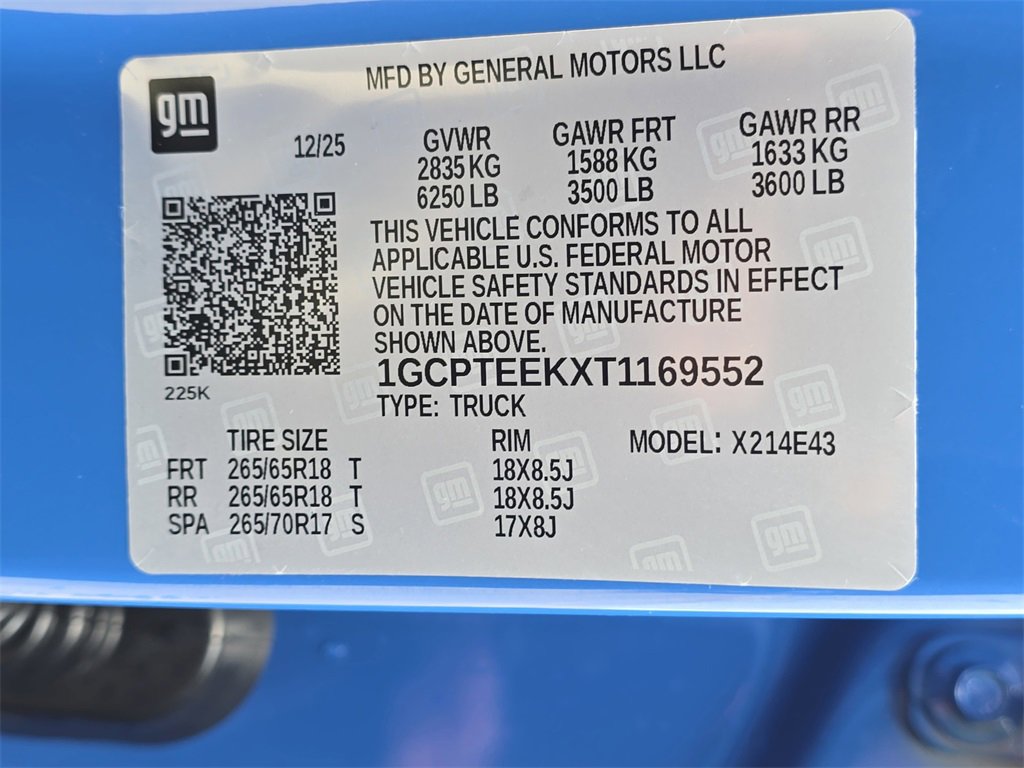 gm
MFD BY GENERAL MOTORS LLC
12/25
GVWR GAWR FRT GAWR RR
2835 KG 1588 KG 1633 KG
6250 LB 3500 LB 3600 LB
THIS VEHICLE CONFORMS TO ALL
APPLICABLE U.S. FEDERAL MOTOR
VEHICLE SAFETY STANDARDS IN EFFECT
ON THE DATE OF MANUFACTURE
SHOWN ABOVE.
225K
1GCPTEEKXT1169552
TYPE: TRUCK
TIRE SIZE RIM MODEL: X214E43
FRT 265/65R18 T 18X8.5J
RR 265/65R18 T 18X8.5J
SPA 265/70R17 S 17X8J